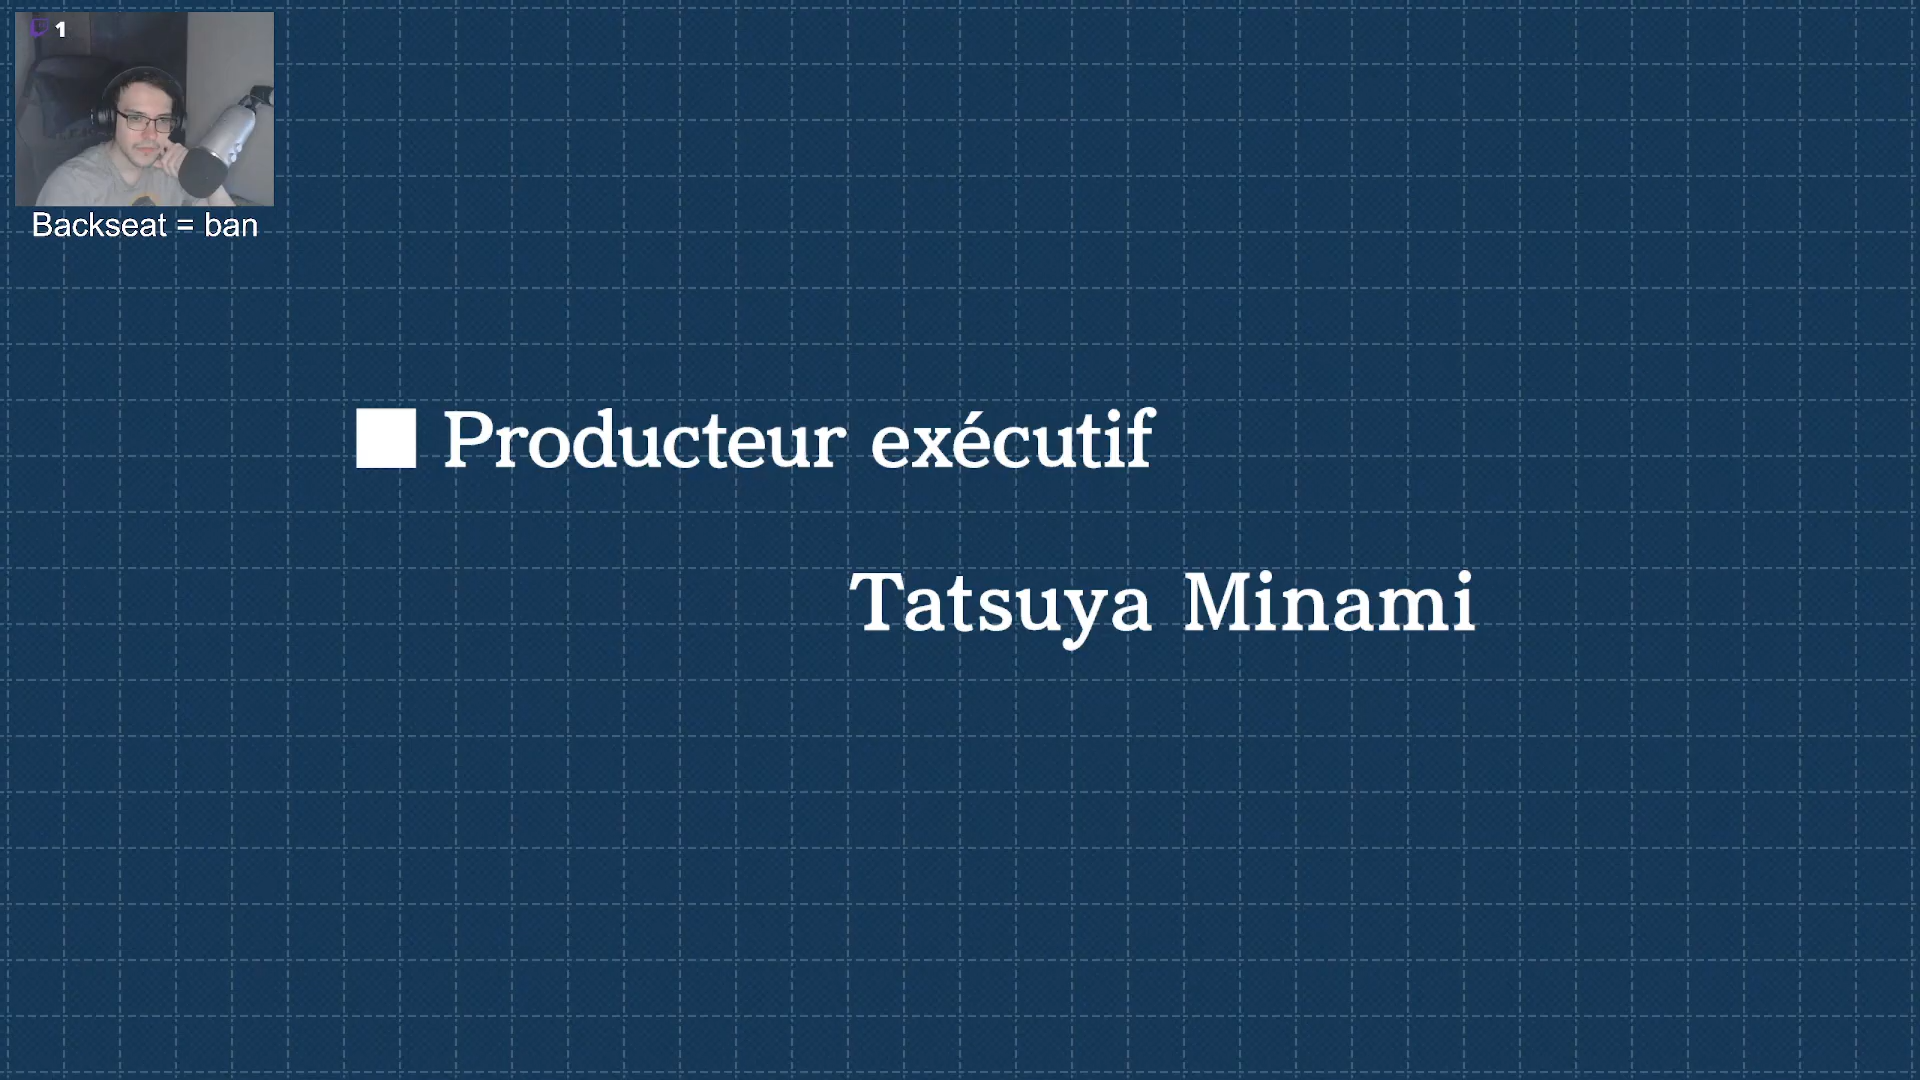 1
Backseat = ban
■ Producteur exécutif
Tatsuya Minami